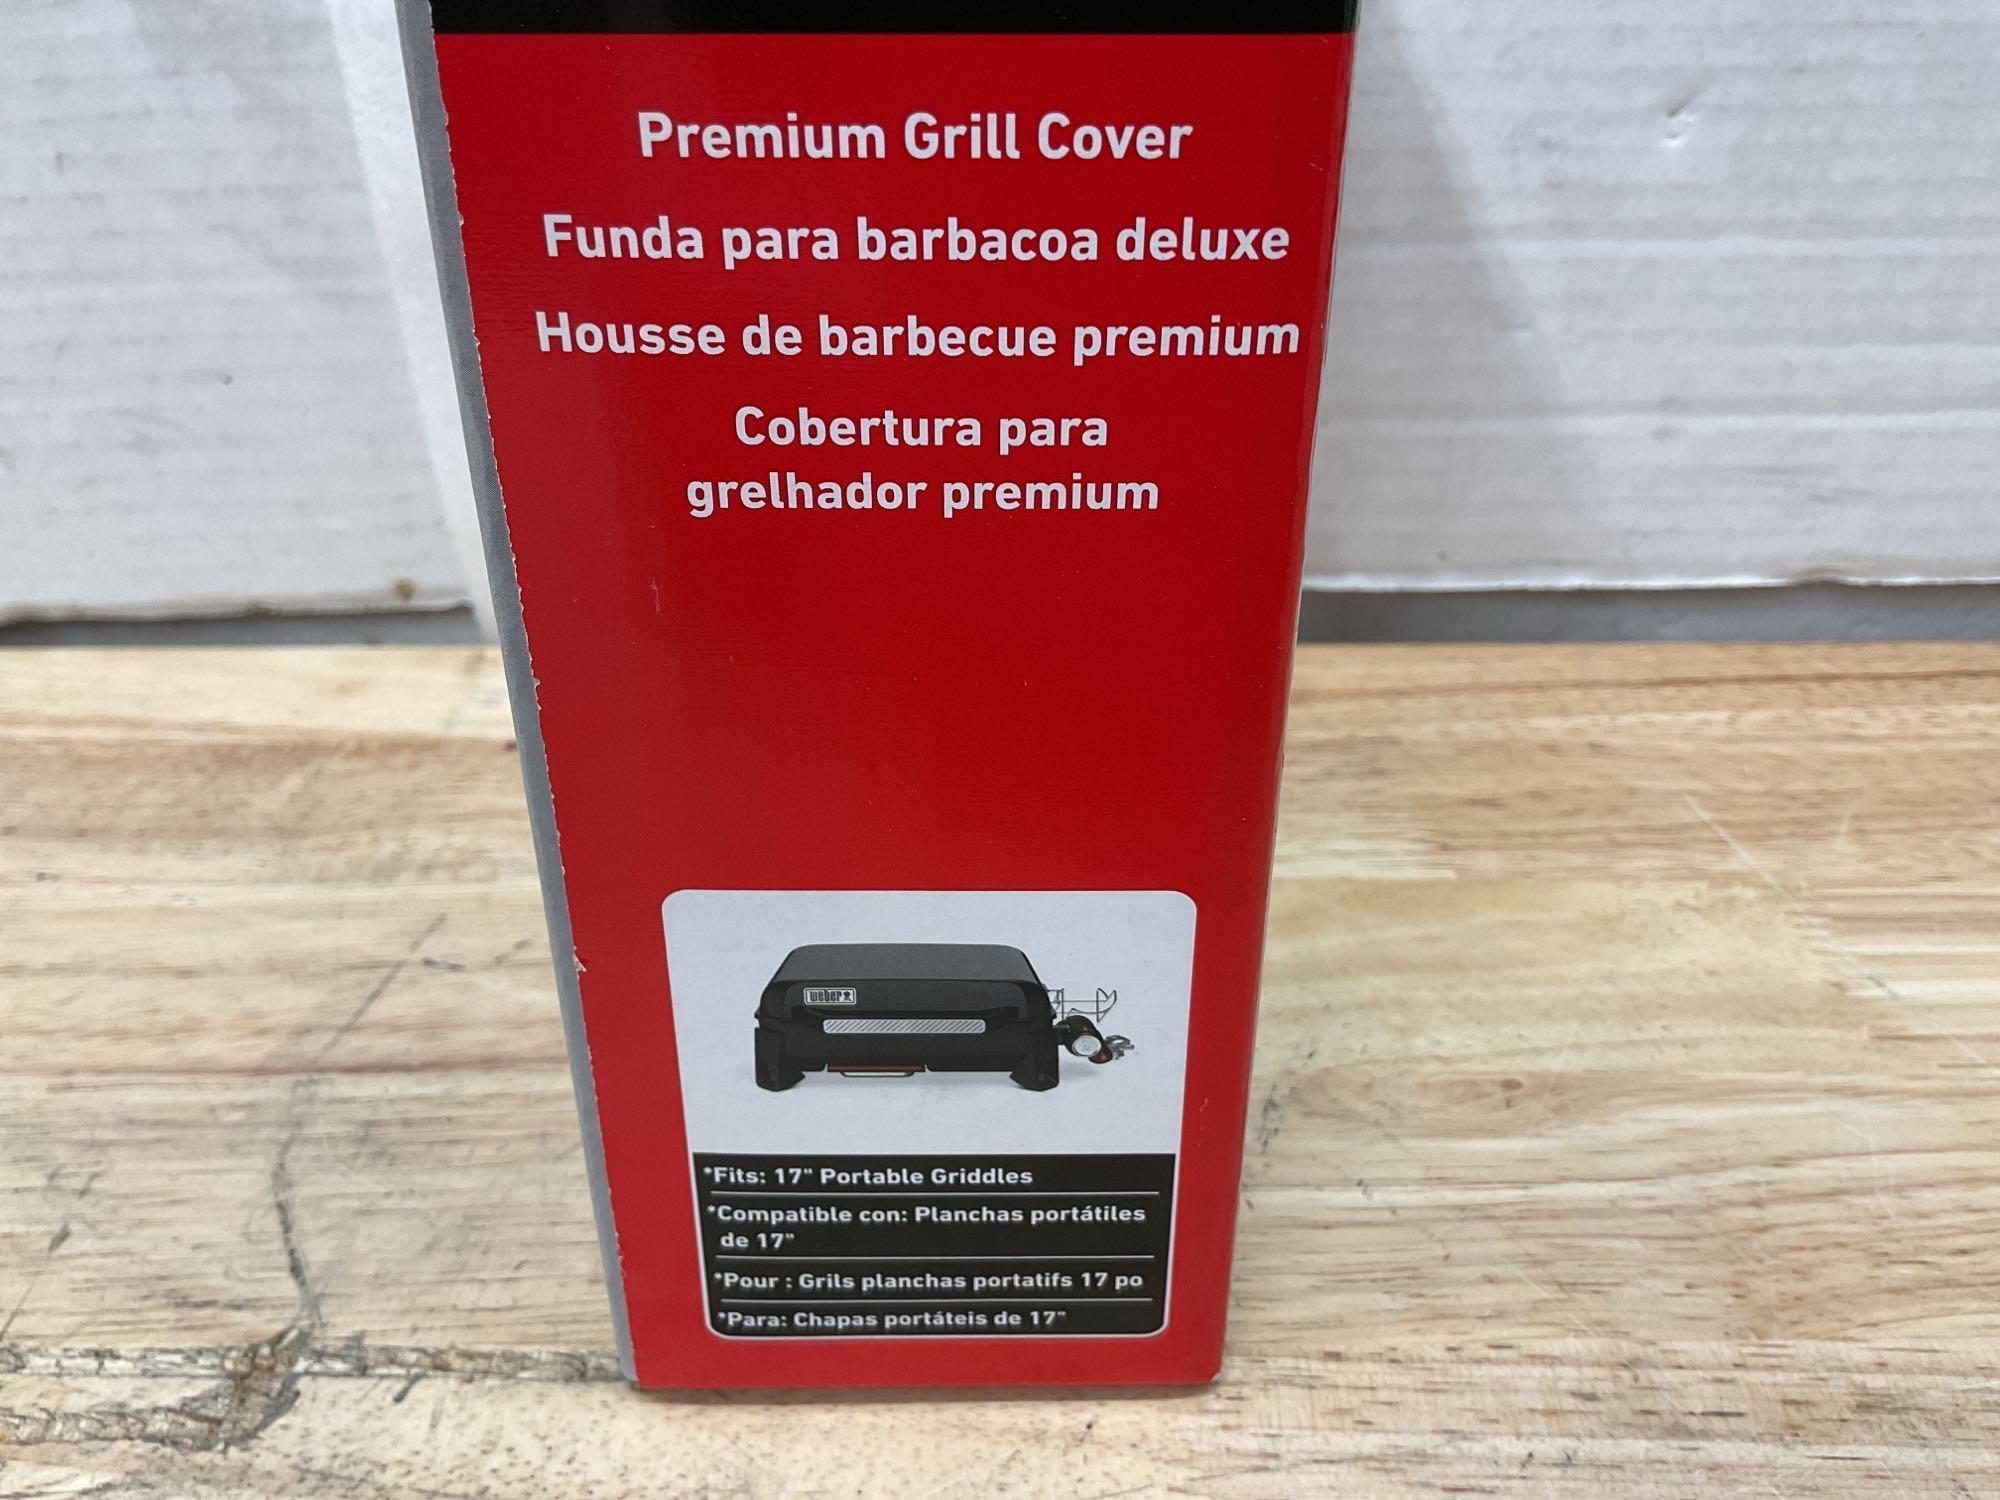 Premium Grill Cover
Funda para barbacoa deluxe
Housse de barbecue premium
Cobertura para
grelhador premium
weber
*Fits: 17" Portable Griddles
*Compatible con: Planchas portátiles
de 17"
*Pour : Grils planchas portatifs 17 po
*Para: Chapas portáteis de 17"